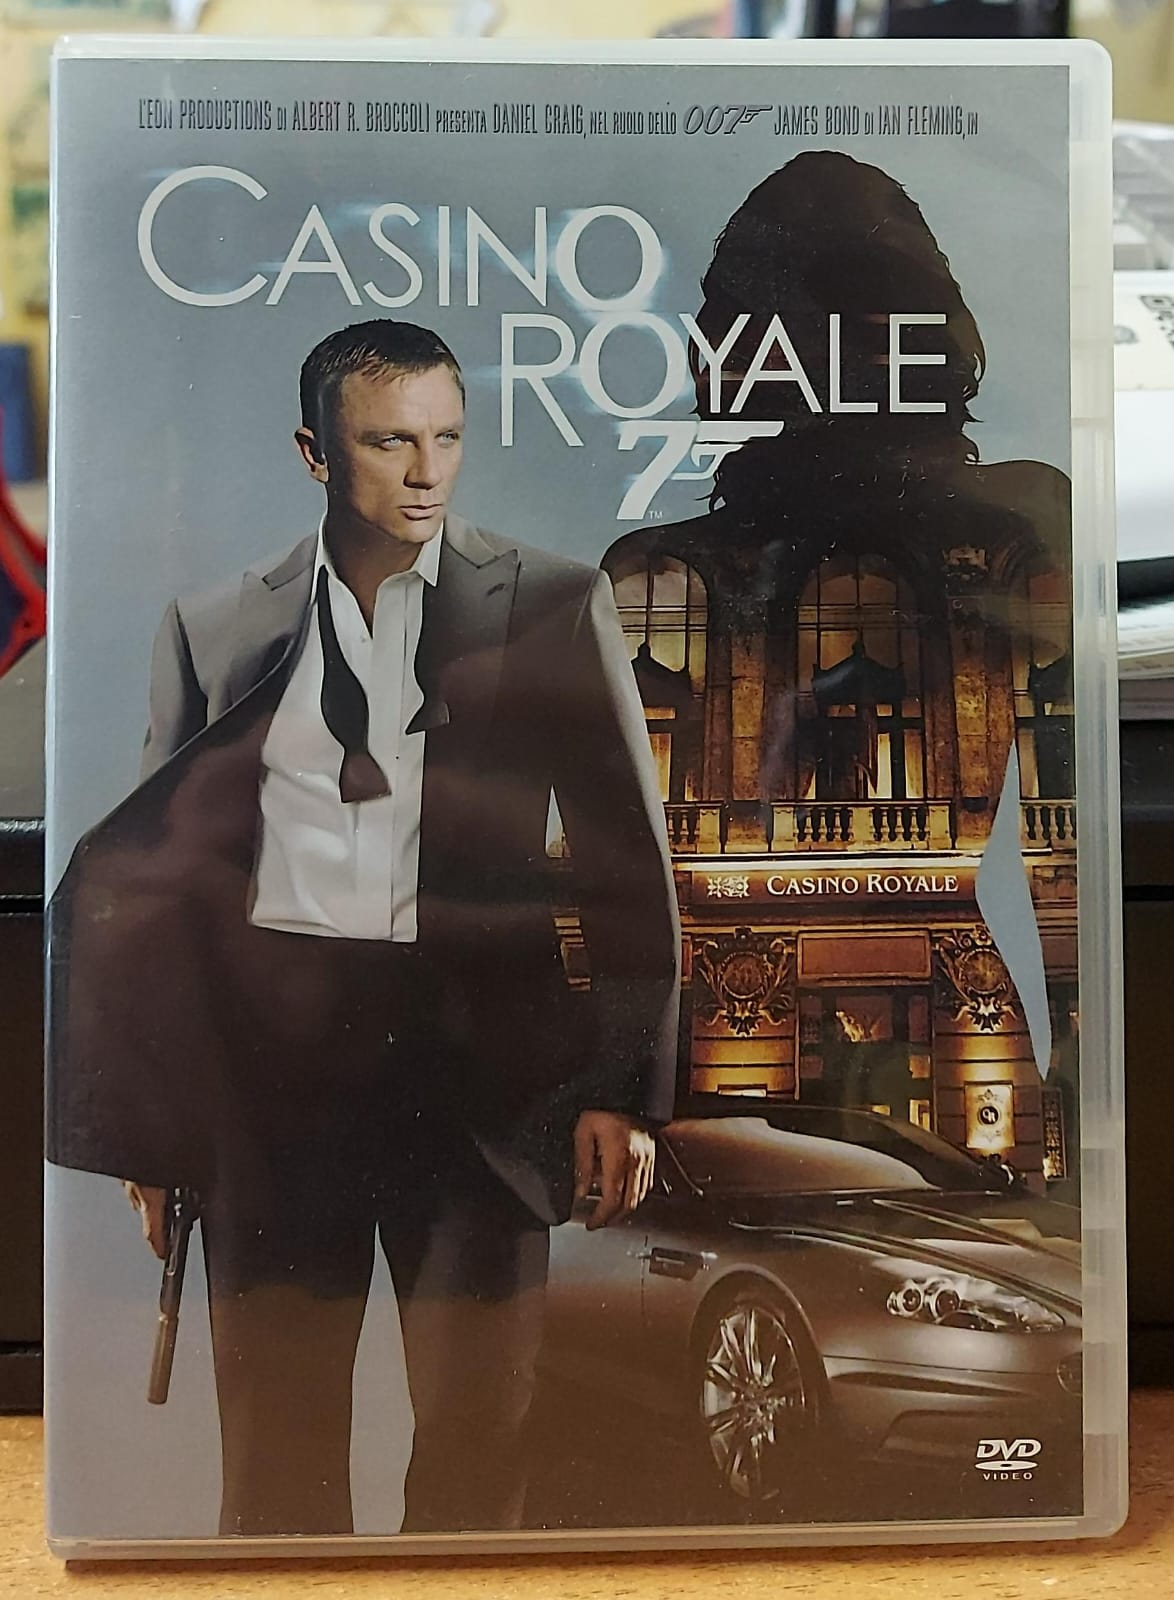 L'EON PRODUCTIONS DI ALBERT R. BROCCOLI PRESENTA DANIEL CRAIG, NEL RUOLO DELLO 007 JAMES BOND DI IAN FLEMING, IN
CASINO
ROYALE
7
TM
CASINO ROYALE
DVD
VIDEO